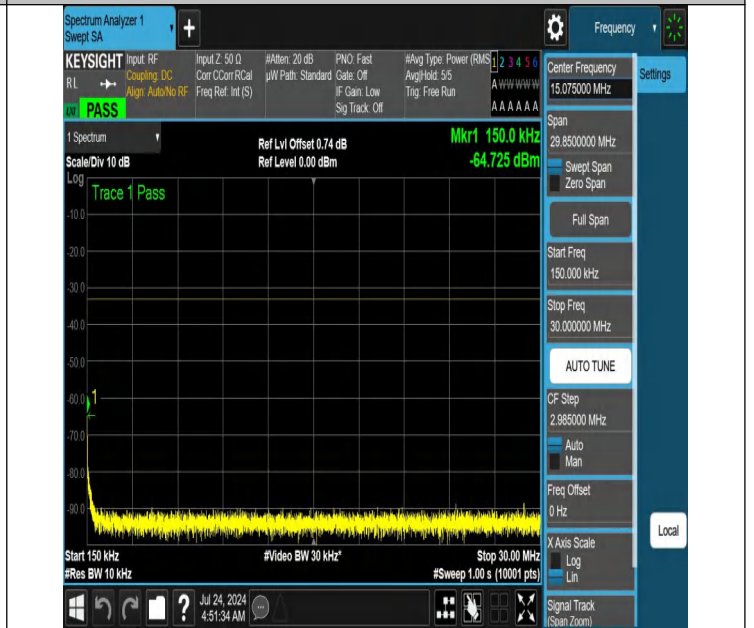 Spectrum Analyzer 1
Swept SA
+
Frequency
KEYSIGHT
RL
PASS
Input: RF
Coupling: DC
Align: Auto/No RF
Input Z: 50 Ω
Corr CCorr RCal
Freq Ref: Int (S)
#Atten: 20 dB
µW Path: Standard
PNO: Fast
Gate: Off
IF Gain: Low
Sig Track: Off
#Avg Type: Power (RMS
Avg|Hold: 5/5
Trig: Free Run
1 2 3 4 5 6
A W W W W W
A A A A A A
1 Spectrum
Scale/Div 10 dB
Ref Lvl Offset 0.74 dB
Ref Level 0.00 dBm
Mkr1 150.0 kHz
-64.725 dBm
Log
Trace 1 Pass
-10.0
-20.0
-30.0
-40.0
-50.0
-60.0
1
-70.0
-80.0
-90.0
Start 150 kHz
#Res BW 10 kHz
#Video BW 30 kHz*
Stop 30.00 MHz
#Sweep 1.00 s (10001 pts)
?
Jul 24, 2024
4:51:34 AM
Center Frequency
15.075000 MHz
Settings
Span
29.8500000 MHz
Swept Span
Zero Span
Full Span
Start Freq
150.000 kHz
Stop Freq
30.000000 MHz
AUTO TUNE
CF Step
2.985000 MHz
Auto
Man
Freq Offset
0 Hz
X Axis Scale
Log
Lin
Local
Signal Track
(Span Zoom)